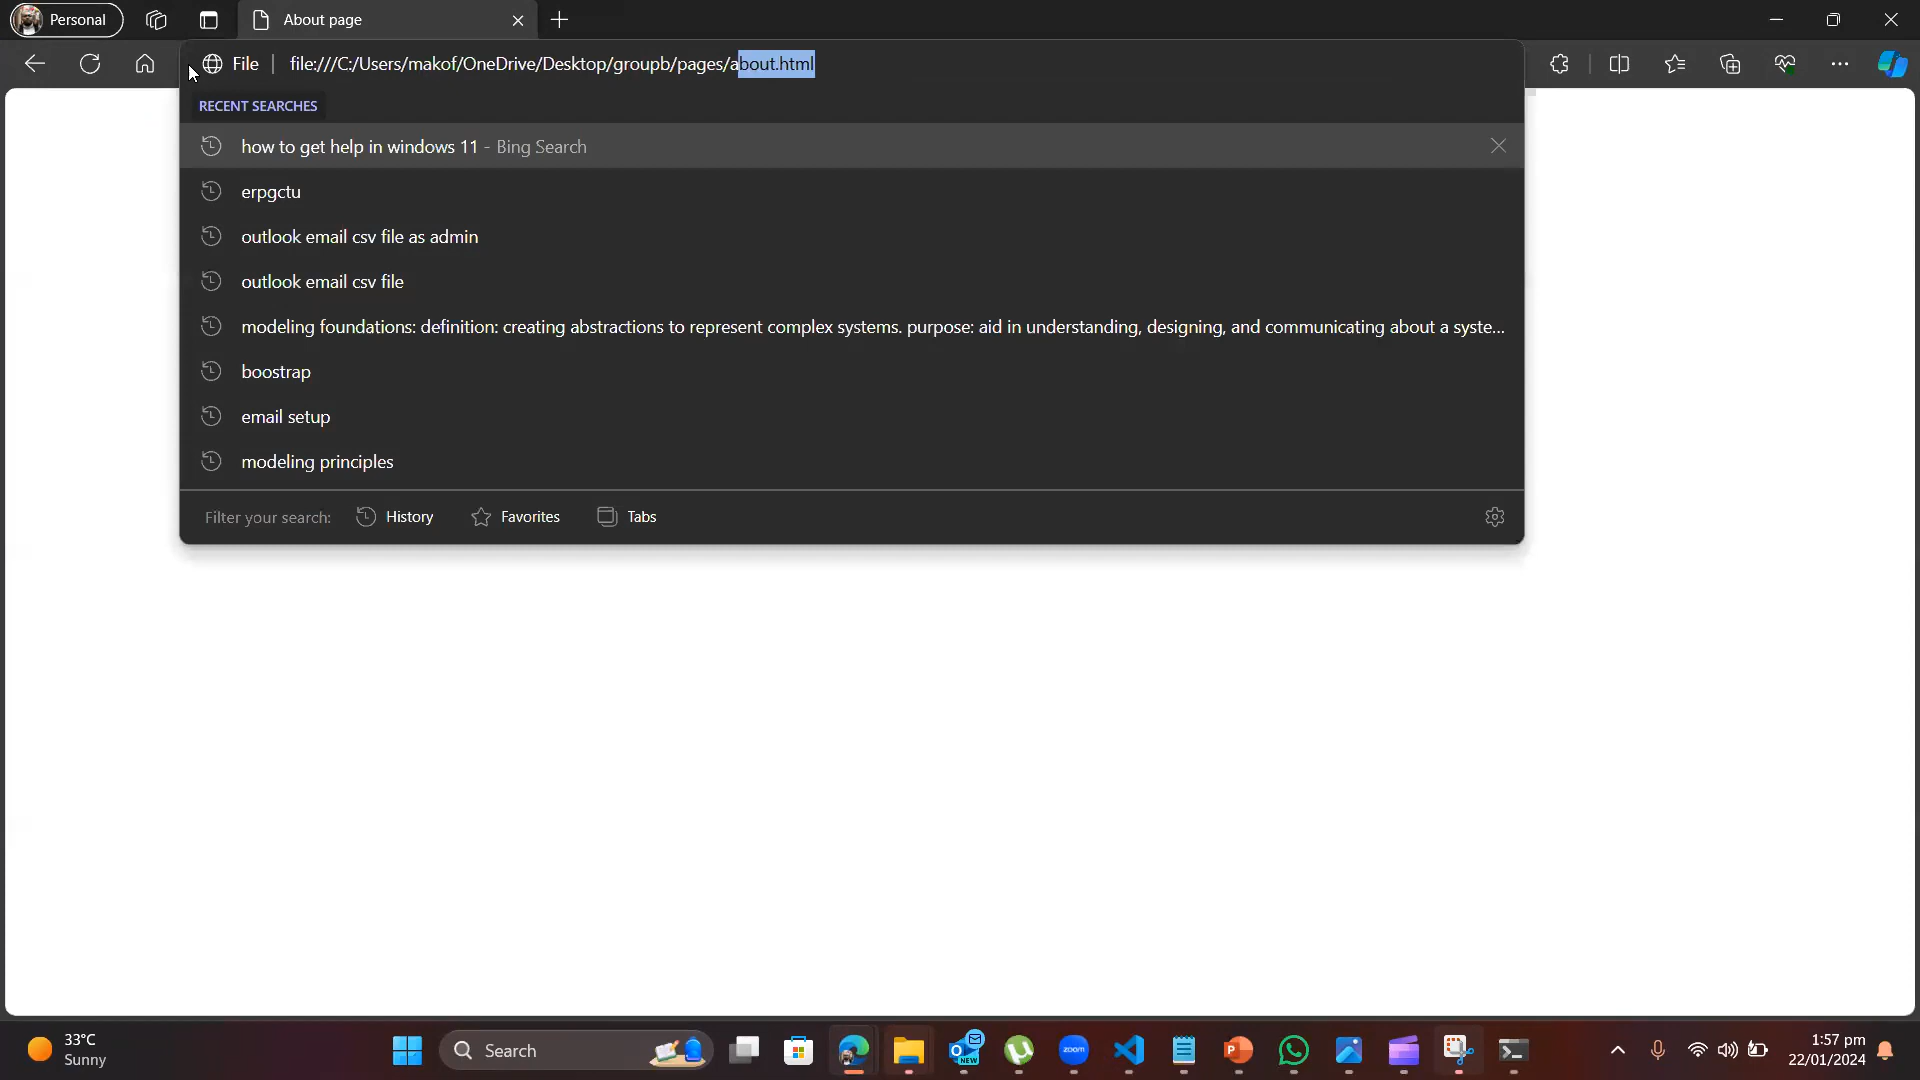 Personal
About page
File
file:///C:/Users/makof/OneDrive/Desktop/groupb/pages/about.html
RECENT SEARCHES
how to get help in windows 11 - Bing Search
erpgctu
outlook email csv file as admin
outlook email csv file
modeling foundations: definition: creating abstractions to represent complex systems. purpose: aid in understanding, designing, and communicating about a syste...
boostrap
email setup
modeling principles
Filter your search: History Favorites Tabs
33°C
Sunny
Search
NEW
zoom
1:57 pm
22/01/2024